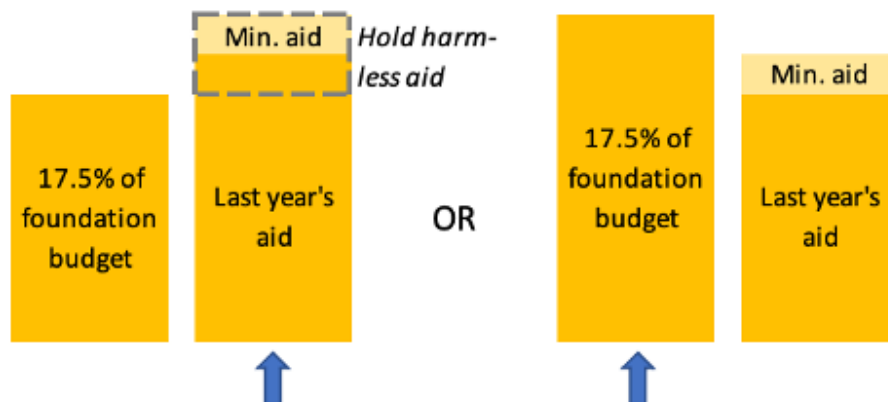 Min. aid
Hold harm-
less aid
17.5% of
foundation
budget
Last year's
aid
OR
17.5% of
foundation
budget
Min. aid
Last year's
aid